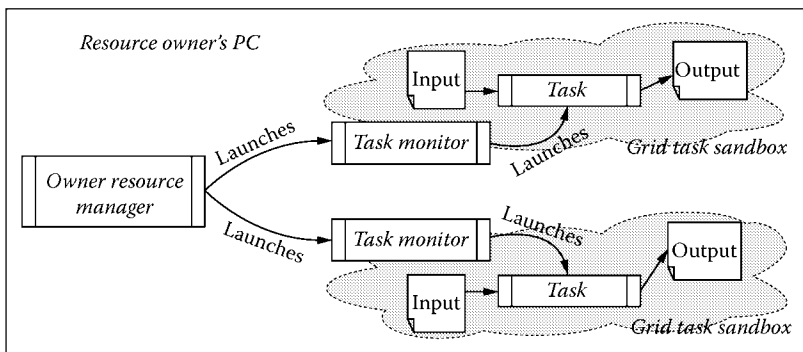 Resource owner's PC
Input
Task
Output
Launches
Task monitor
Launches
Grid task sandbox
Owner resource
manager
Launches
Task monitor
Launches
Input
Task
Output
Grid task sandbox